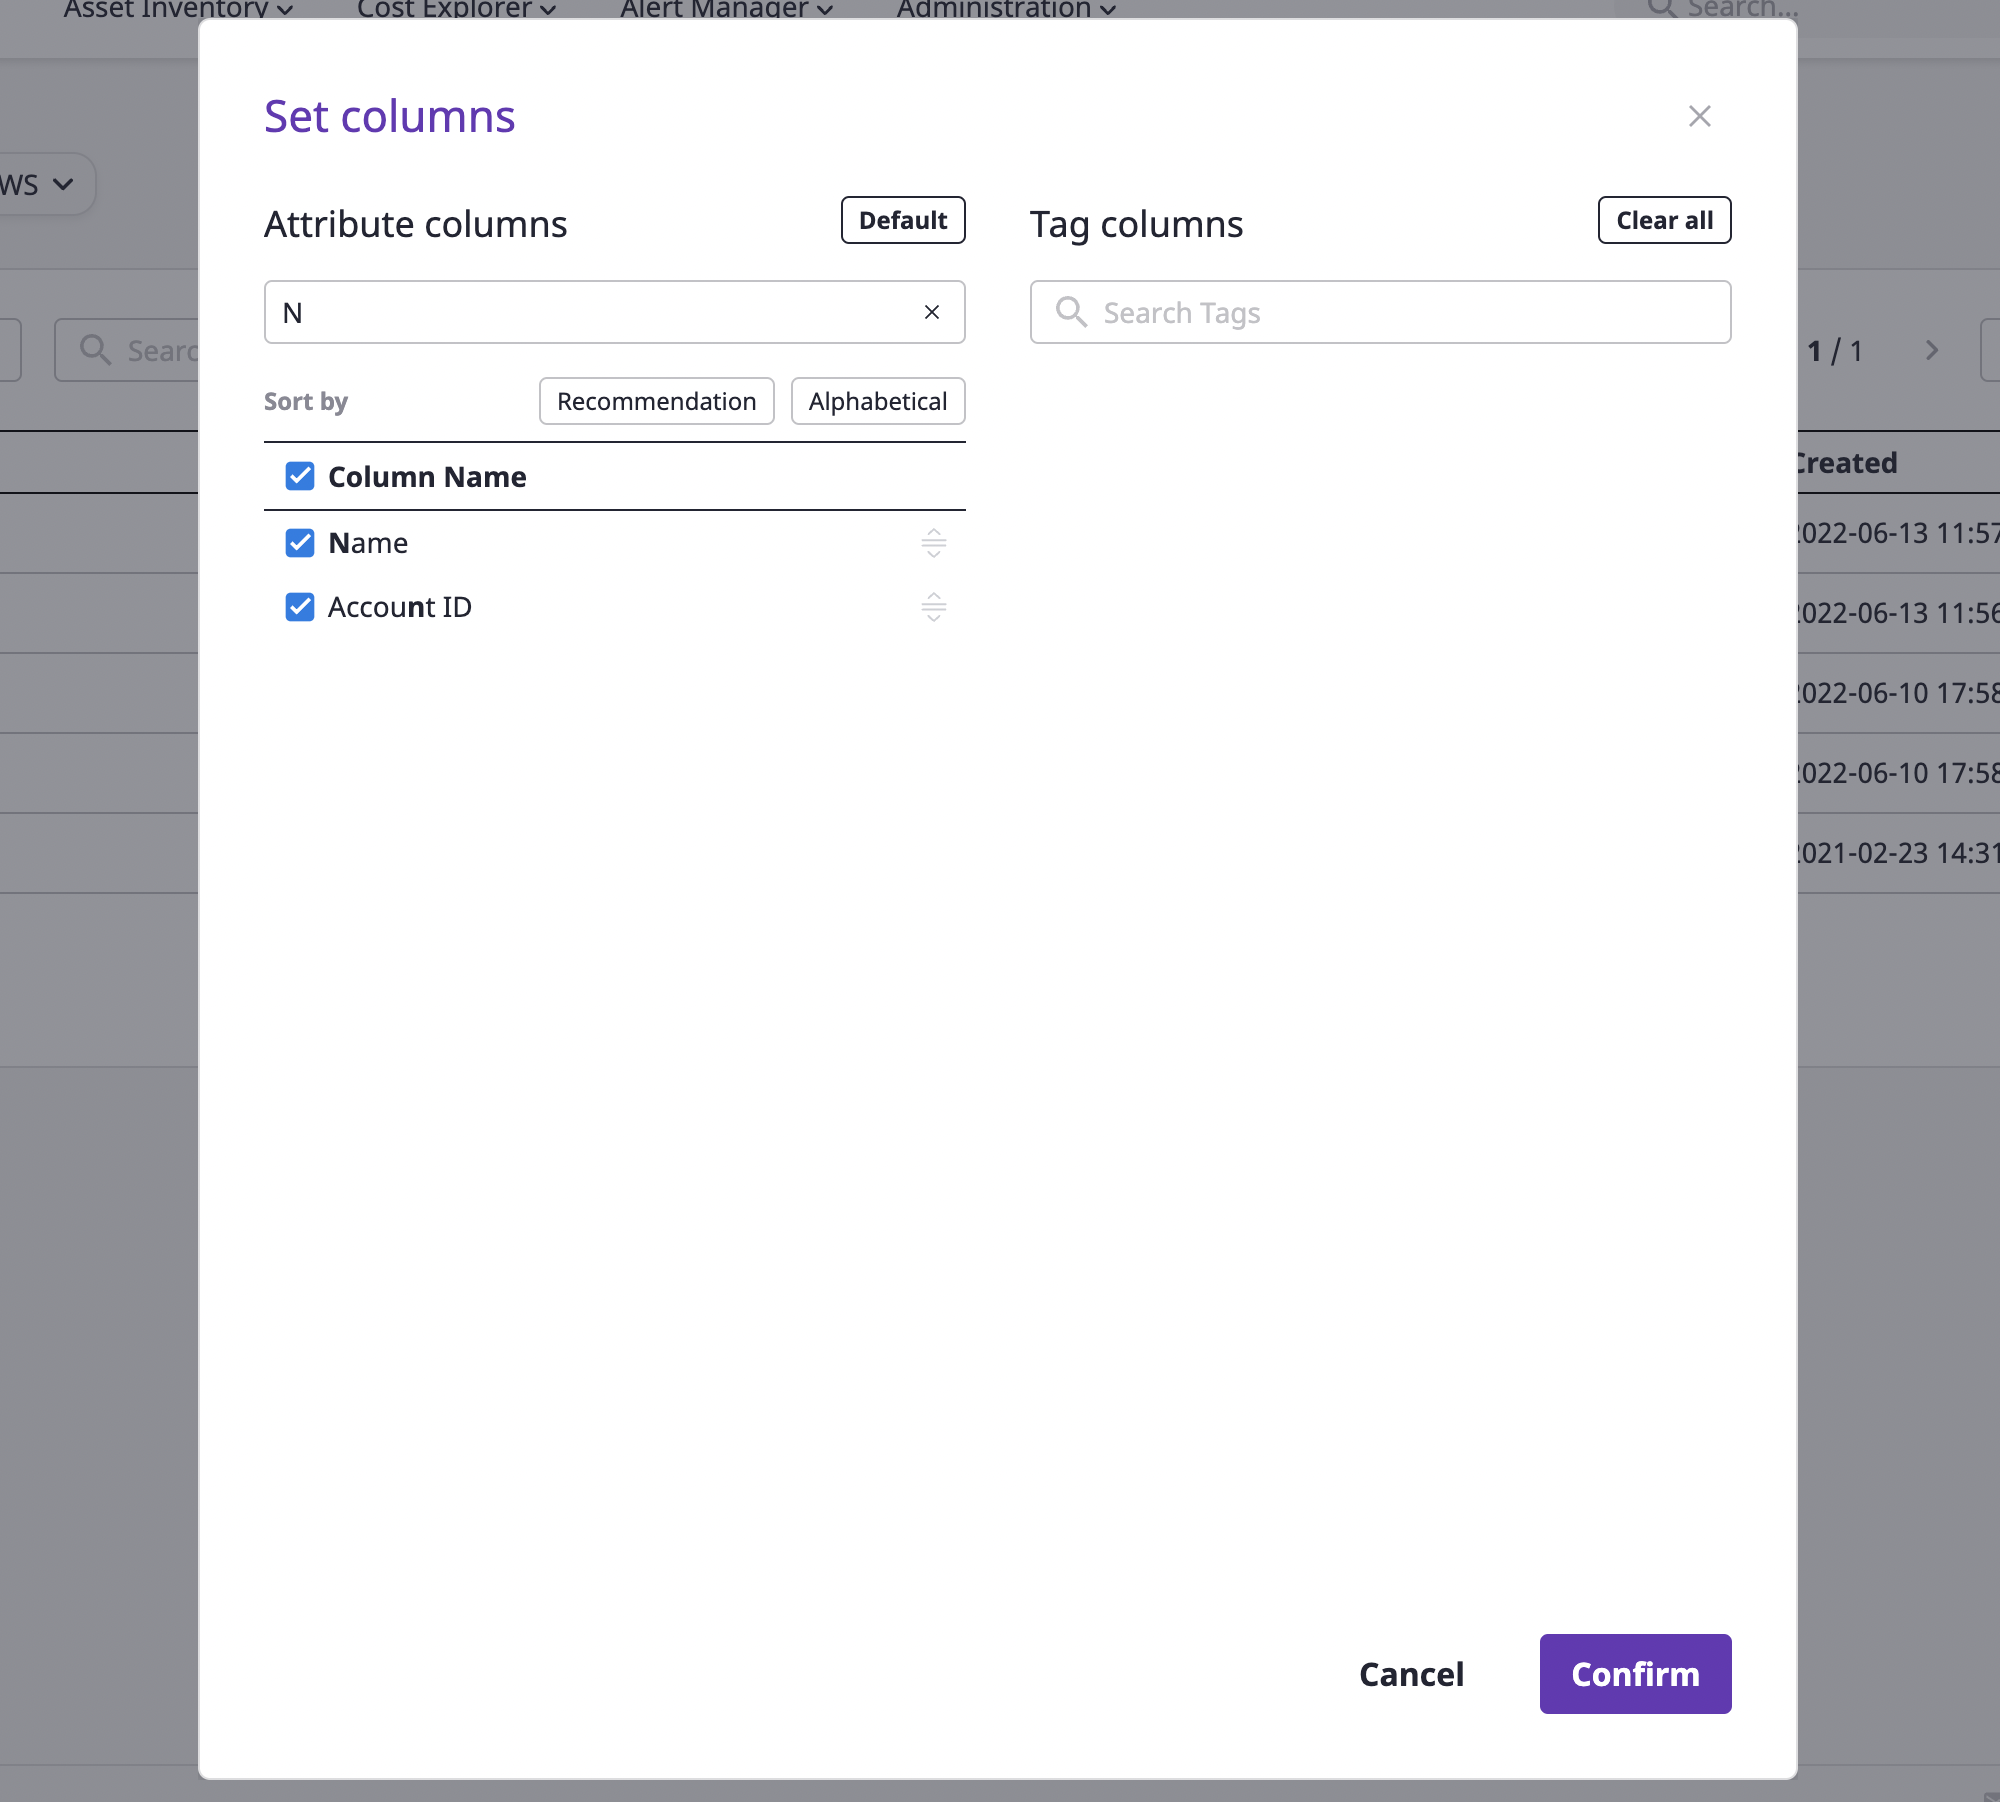 Asset Inventory Cost Explorer Alert Manager Administration Search...
Set columns
WS
Attribute columns Default Tag columns Clear all
N Search Tags
Searc 1 / 1
Sort by Recommendation Alphabetical
Created
Column Name
2022-06-13 11:57
Name
Account ID
2022-06-13 11:56
2022-06-10 17:58
2022-06-10 17:58
2021-02-23 14:31
Cancel Confirm